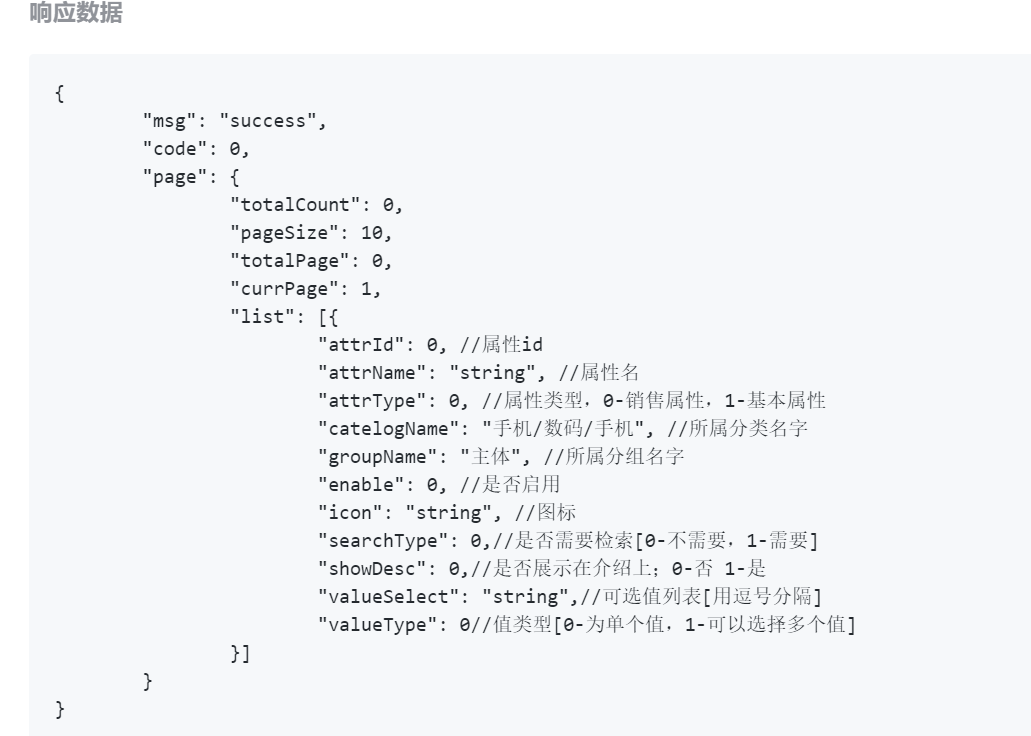 响应数据
{
"msg": "success",
"code": 0,
"page": {
"totalCount": 0,
"pageSize": 10,
"totalPage": 0,
"currPage": 1,
"list": [{
"attrId": 0, //属性id
"attrName": "string", //属性名
"attrType": 0, //属性类型，0-销售属性，1-基本属性
"catelogName": "手机/数码/手机", //所属分类名字
"groupName": "主体", //所属分组名字
"enable": 0, //是否启用
"icon": "string", //图标
"searchType": 0,//是否需要检索[0-不需要，1-需要]
"showDesc": 0,//是否展示在介绍上；0-否 1-是
"valueSelect": "string",//可选值列表[用逗号分隔]
"valueType": 0//值类型[0-为单个值，1-可以选择多个值]
}]
}
}